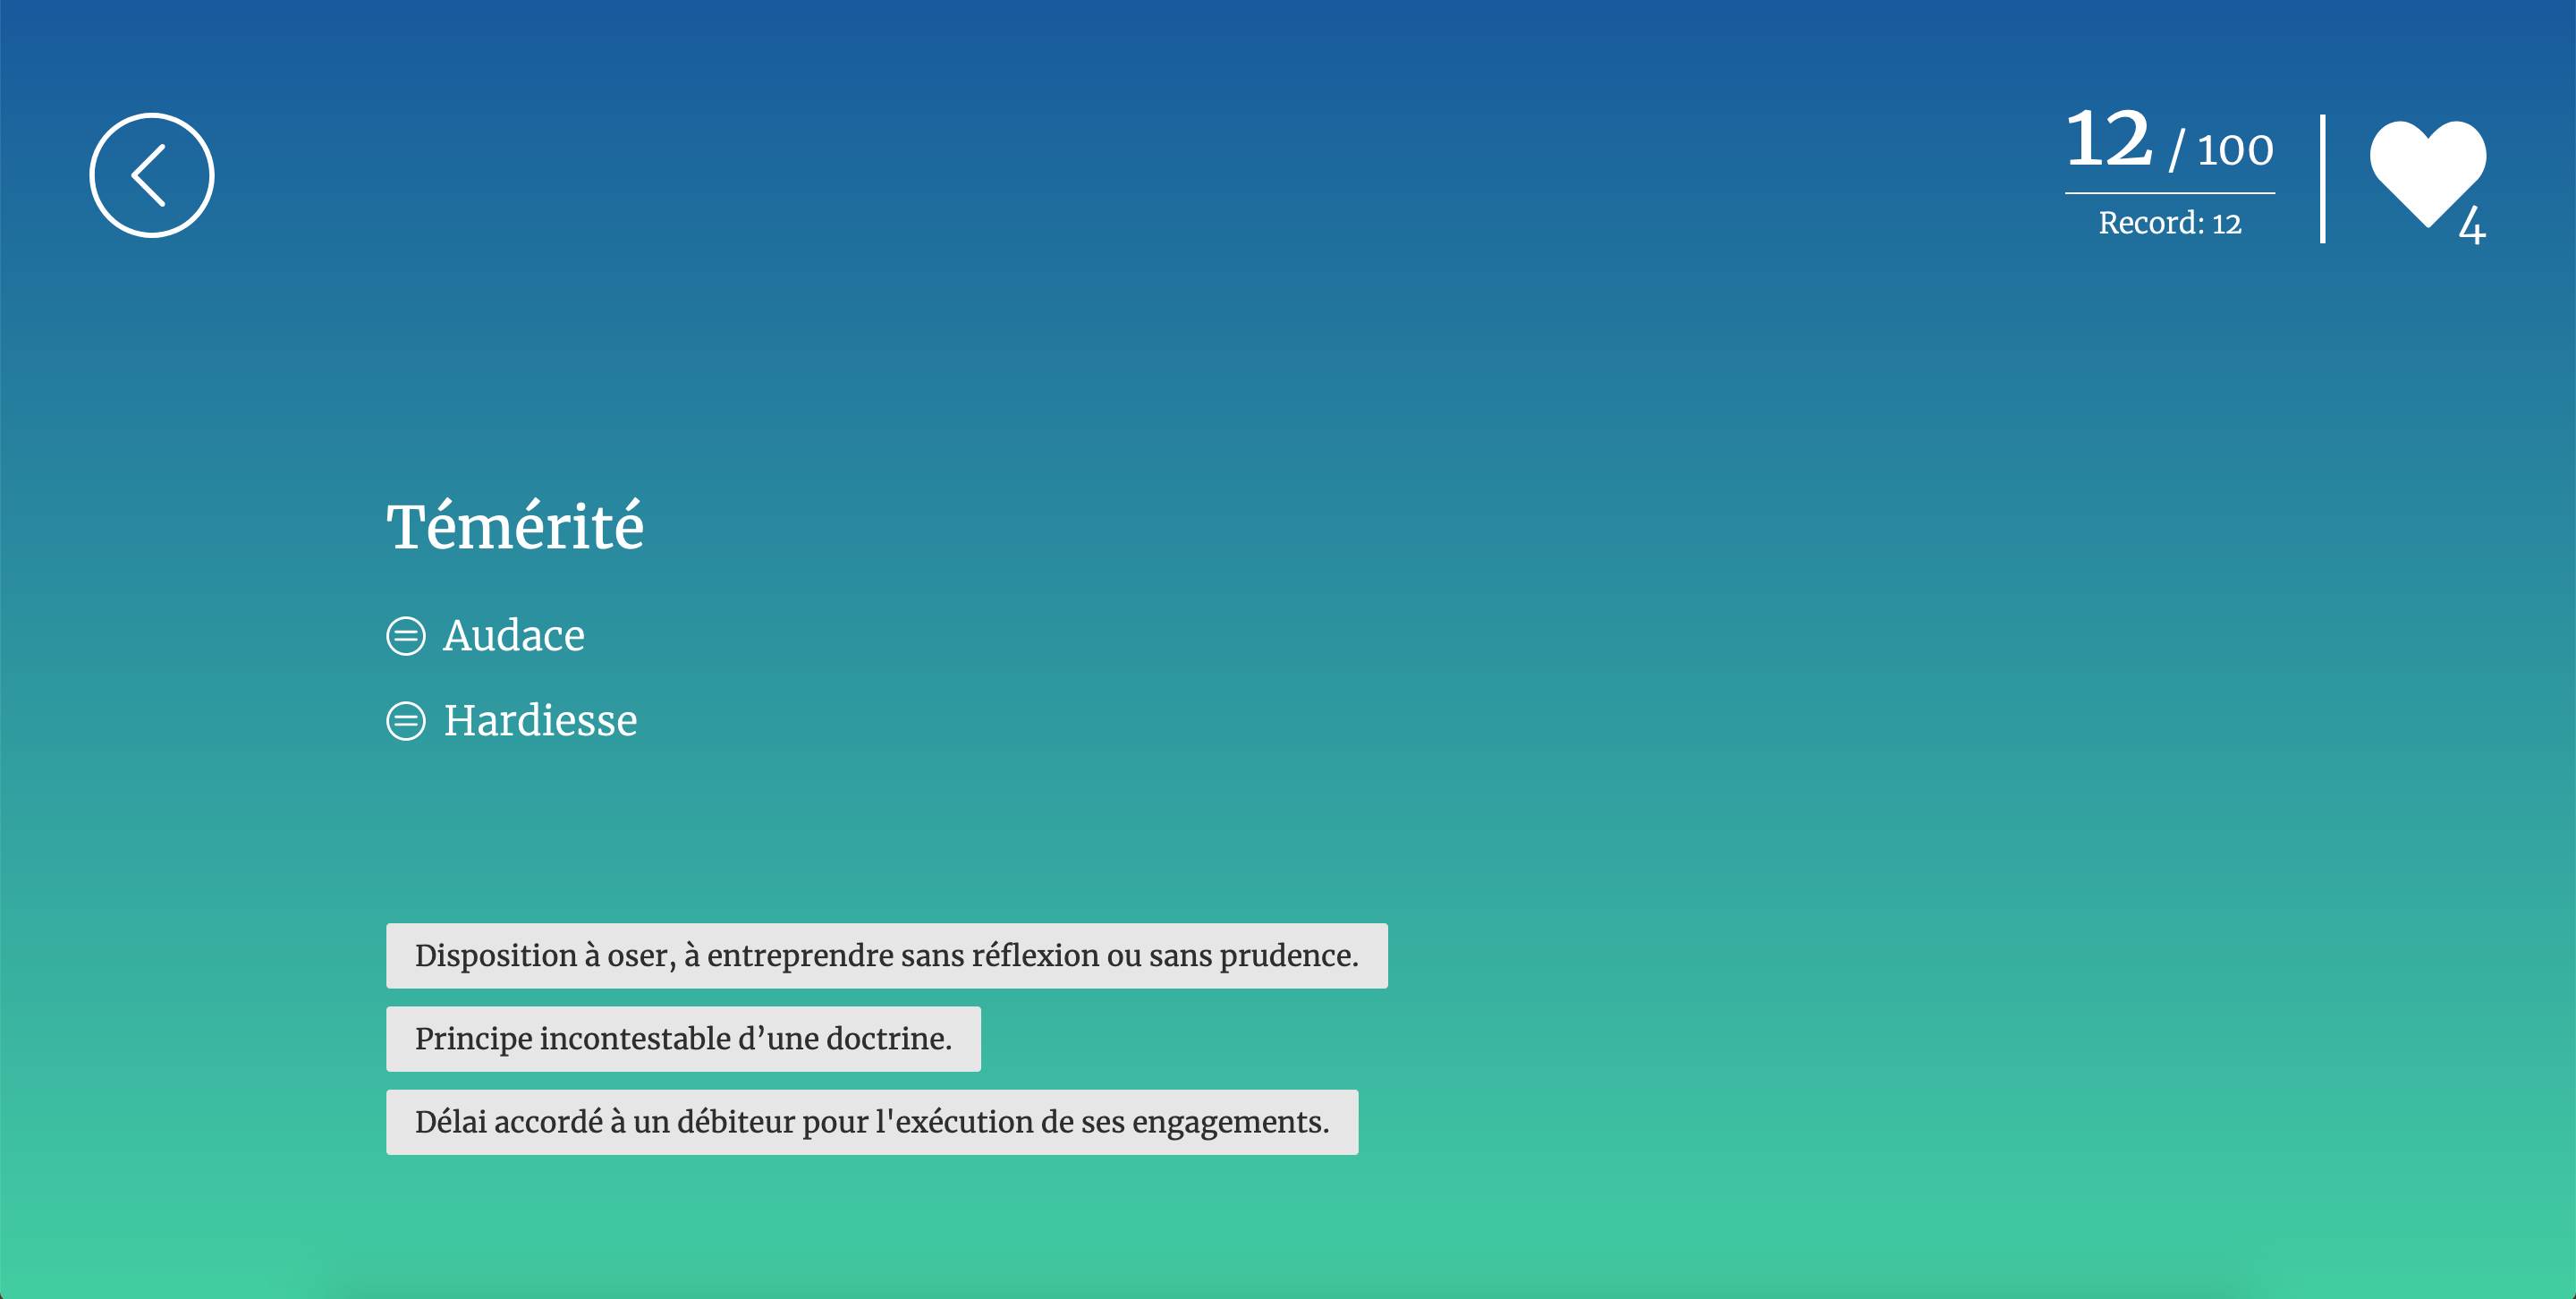 12 / 100
Record: 12
4
Témérité
Audace
Hardiesse
Disposition à oser, à entreprendre sans réflexion ou sans prudence.
Principe incontestable d’une doctrine.
Délai accordé à un débiteur pour l'exécution de ses engagements.